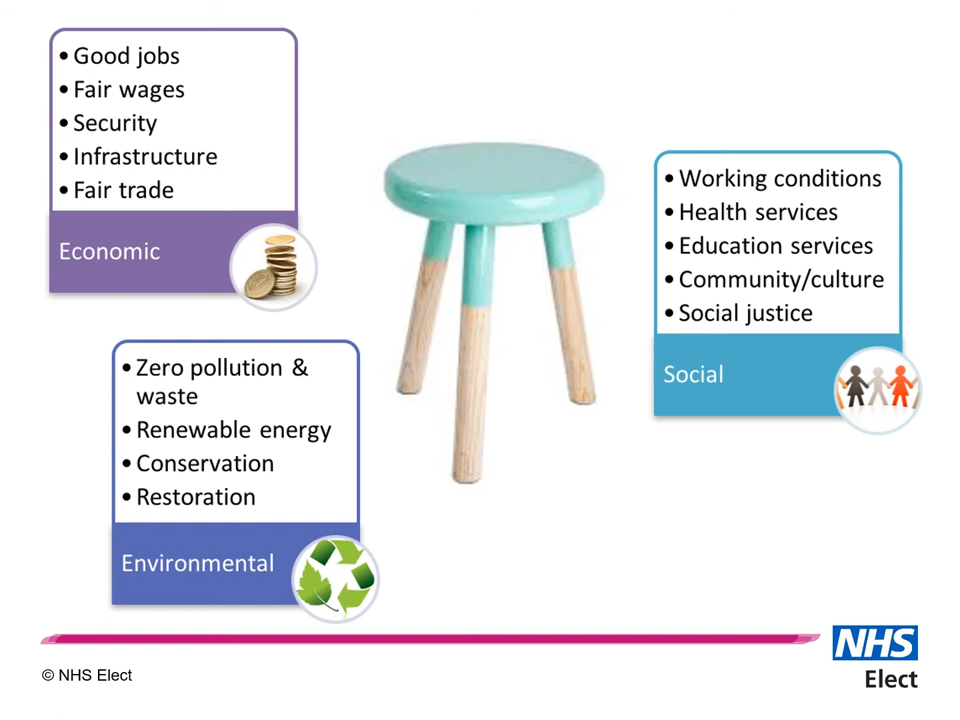 • Good jobs
• Fair wages
• Security
• Infrastructure
• Fair trade
Economic
• Working conditions
• Health services
• Education services
• Community/culture
• Social justice
Social
• Zero pollution &
waste
• Renewable energy
• Conservation
• Restoration
Environmental
© NHS Elect
NHS
Elect